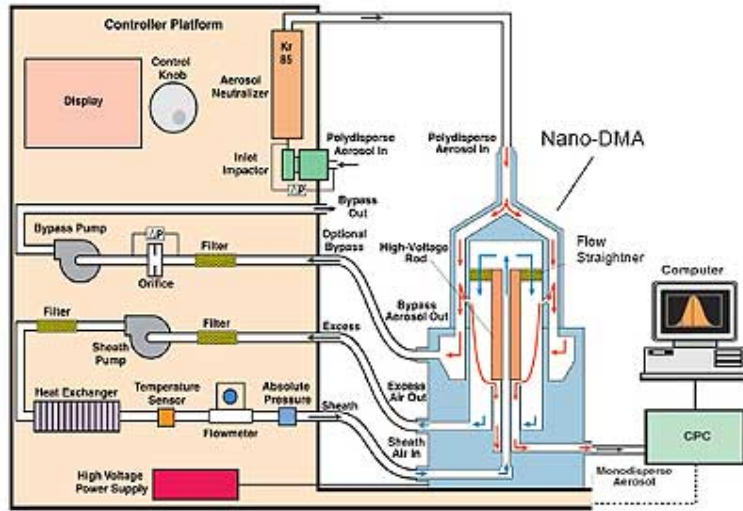 Controller Platform
Display
Control
Knob
Kr
85
Aerosol
Neutralizer
Polydisperse
Aerosol In
Inlet
Impactor
ΔP
Polydisperse
Aerosol In
Nano-DMA
Bypass
Out
Bypass Pump
ΔP
Filter
Orifice
Optional
Bypass
High-Voltage
Rod
Flow
Straightner
Computer
Filter
Sheath
Pump
Filter
Excess
Bypass
Aerosol Out
Heat Exchanger
Temperature
Sensor
Flowmeter
Absolute
Pressure
Sheath
Excess
Air Out
Sheath
Air In
CPC
Monodisperse
Aerosol
High Voltage
Power Supply